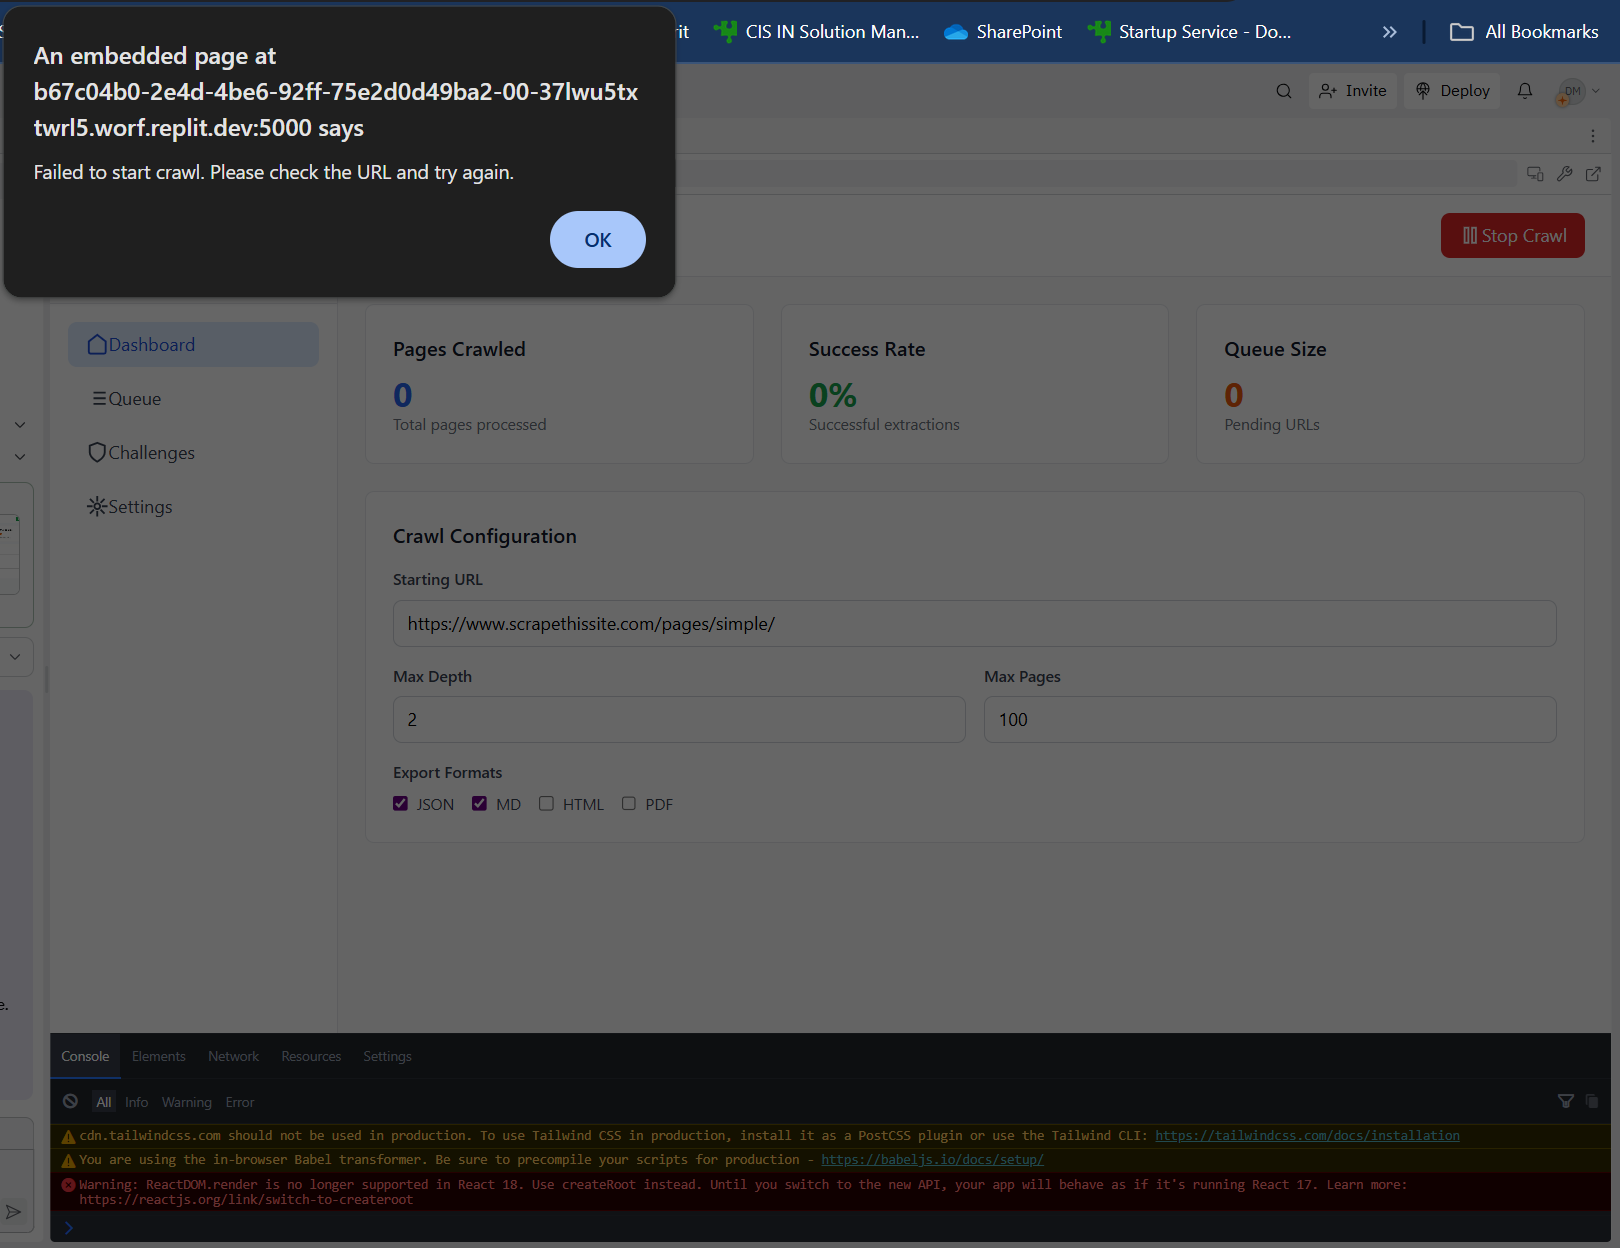 An embedded page at
b67c04b0-2e4d-4be6-92ff-75e2d0d49ba2-00-37lwu5tx
twrl5.worf.replit.dev:5000 says
Failed to start crawl. Please check the URL and try again.
OK
CIS IN Solution Man...
SharePoint
Startup Service - Do...
All Bookmarks
Invite
Deploy
DM
Stop Crawl
Dashboard
Queue
Challenges
Settings
Pages Crawled
0
Total pages processed
Success Rate
0%
Successful extractions
Queue Size
0
Pending URLs
Crawl Configuration
Starting URL
https://www.scrapethissite.com/pages/simple/
Max Depth
2
Max Pages
100
Export Formats
JSON MD HTML PDF
e.
Console Elements Network Resources Settings
All Info Warning Error
cdn.tailwindcss.com should not be used in production. To use Tailwind CSS in production, install it as a PostCSS plugin or use the Tailwind CLI: https://tailwindcss.com/docs/installation
You are using the in-browser Babel transformer. Be sure to precompile your scripts for production - https://babeljs.io/docs/setup/
Warning: ReactDOM.render is no longer supported in React 18. Use createRoot instead. Until you switch to the new API, your app will behave as if it's running React 17. Learn more:
https://reactjs.org/link/switch-to-createroot